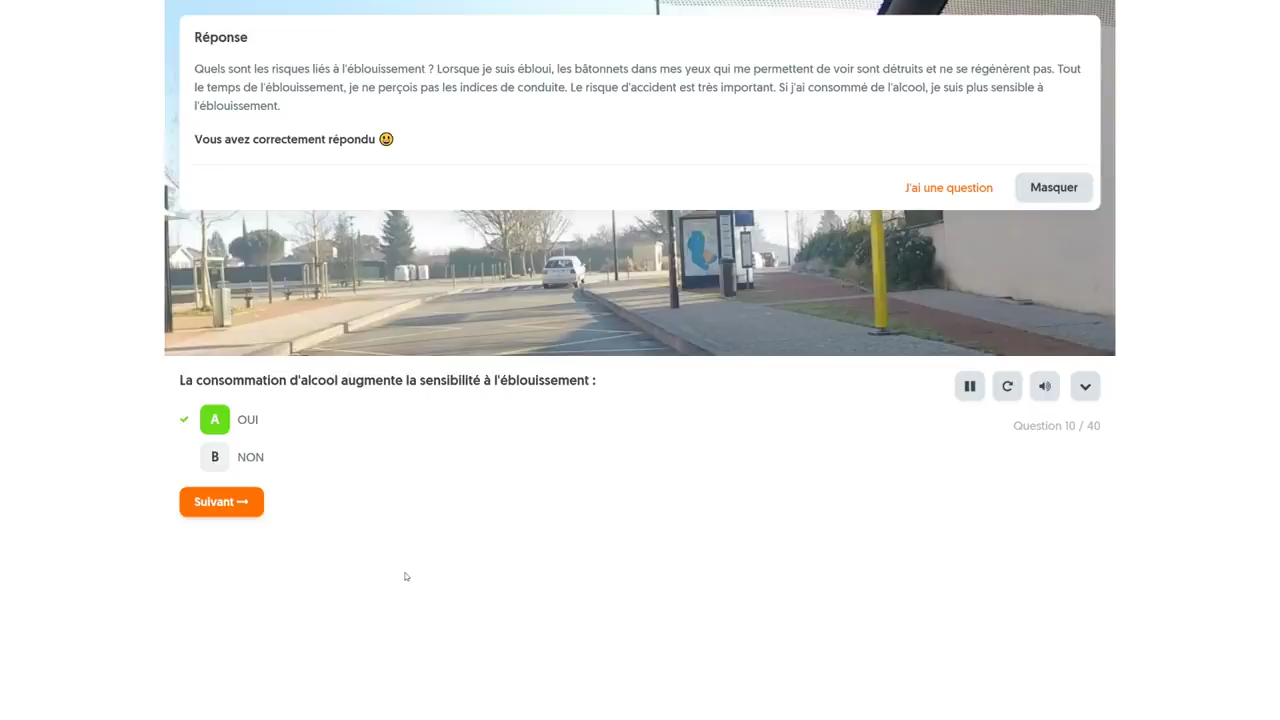 Réponse
Quels sont les risques liés à l'éblouissement ? Lorsque je suis ébloui, les bâtonnets dans mes yeux qui me permettent de voir sont détruits et ne se régénèrent pas. Tout
le temps de l'éblouissement, je ne perçois pas les indices de conduite. Le risque d'accident est très important. Si j'ai consommé de l'alcool, je suis plus sensible à
l'éblouissement.
Vous avez correctement répondu 😃
J'ai une question
Masquer
La consommation d'alcool augmente la sensibilité à l'éblouissement :
A OUI
Question 10 / 40
B NON
Suivant →